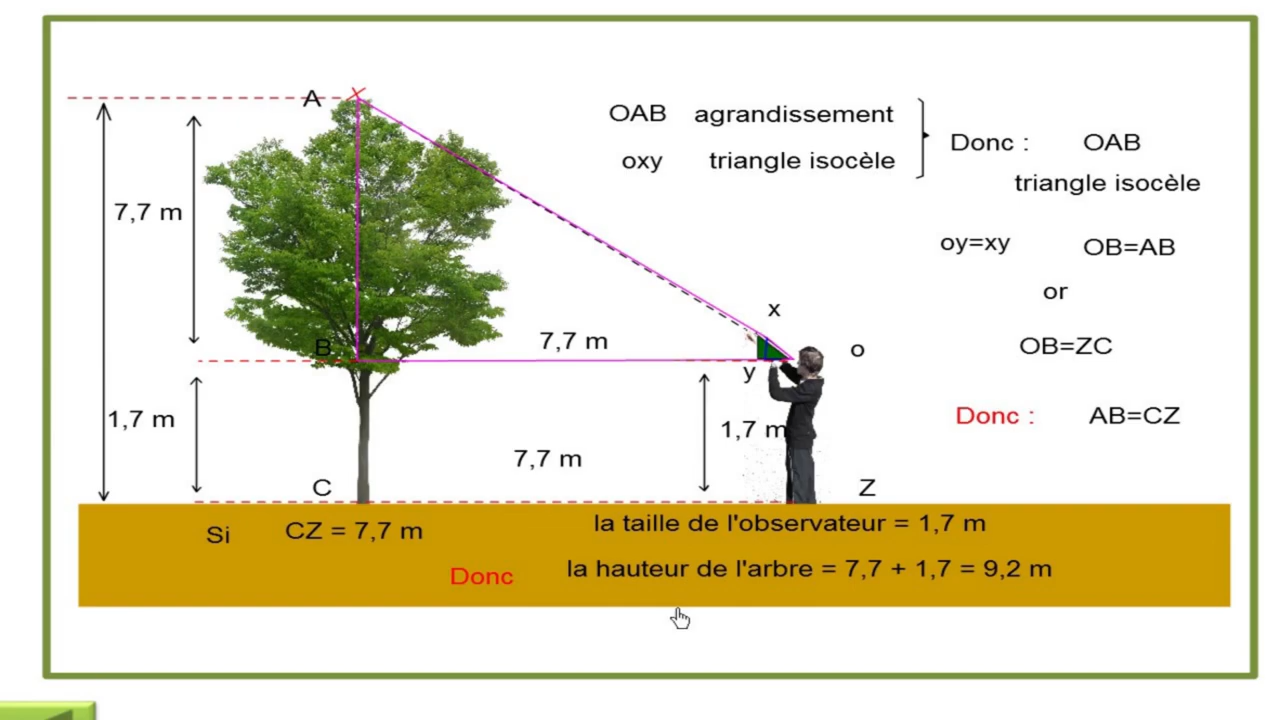 A
OAB agrandissement
oxy triangle isocèle
Donc : OAB
triangle isocèle
7,7 m
oy=xy OB=AB
or
x
7,7 m
B
o
OB=ZC
y
1,7 m
1,7 m
Donc : AB=CZ
7,7 m
C
Z
Si CZ = 7,7 m
la taille de l'observateur = 1,7 m
Donc la hauteur de l'arbre = 7,7 + 1,7 = 9,2 m